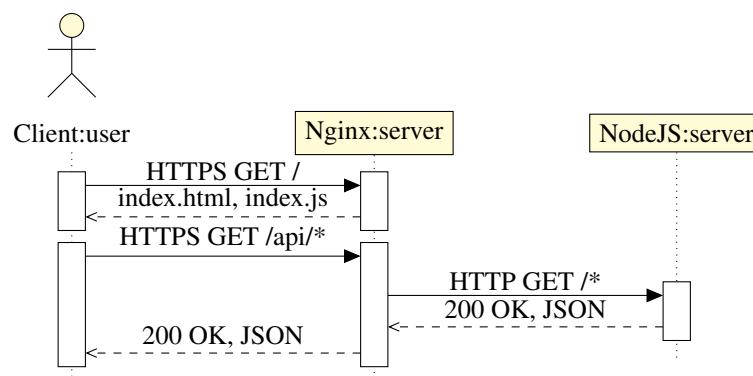 Client:user
Nginx:server
NodeJS:server
HTTPS GET /
index.html, index.js
HTTPS GET /api/*
HTTP GET /*
200 OK, JSON
200 OK, JSON